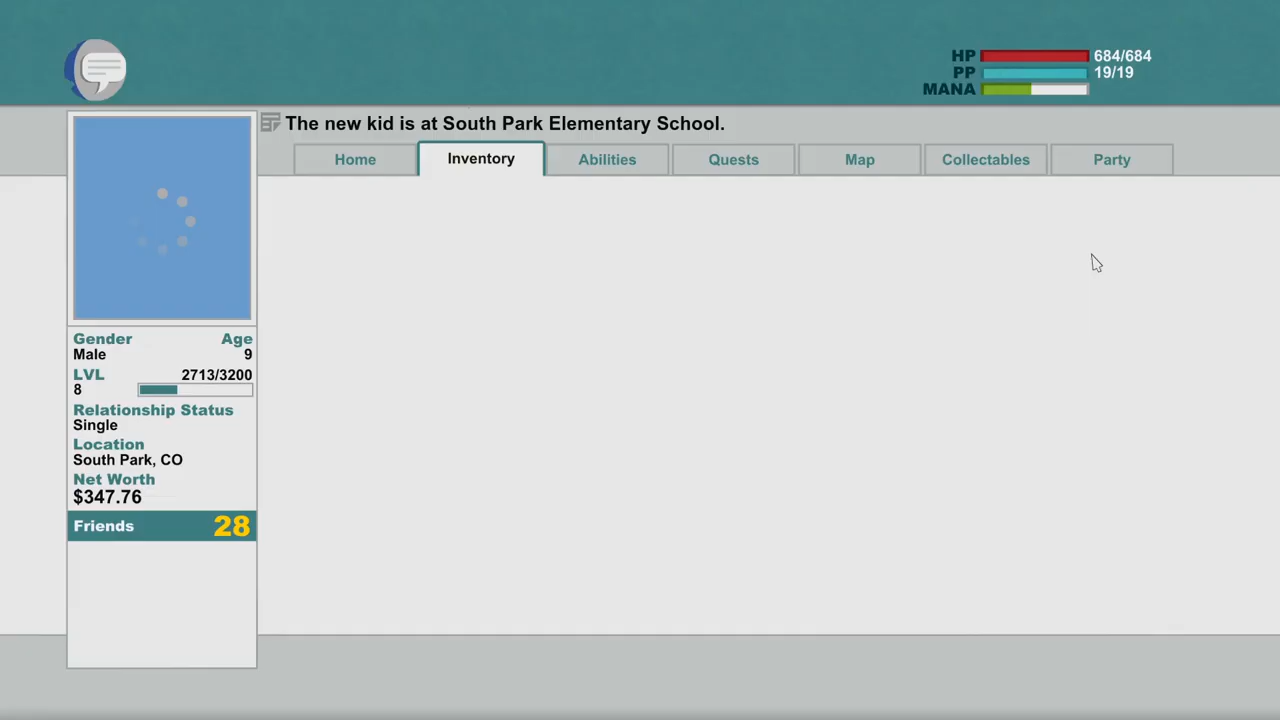 HP 684/684
PP 19/19
MANA
The new kid is at South Park Elementary School.
Home Inventory Abilities Quests Map Collectables Party
Gender Age
Male 9
LVL 2713/3200
8
Relationship Status
Single
Location
South Park, CO
Net Worth
$347.76
Friends 28